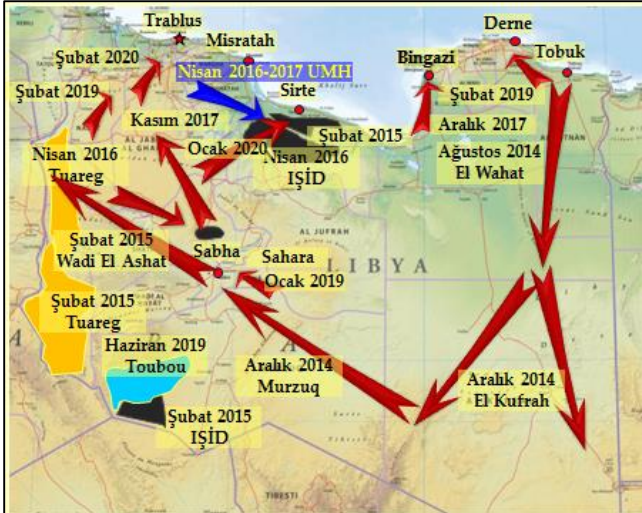 Trablus
Derne
Misratah
Tobuk
Şubat 2020
Bingazi
Nisan 2016-2017 UMH
Şubat 2019
Sirte
Şubat 2019
Kasım 2017
Şubat 2015
Aralık 2017
Nisan 2016
Tuareg
Ocak 2020
Nisan 2016
IŞİD
Ağustos 2014
El Wahat
AL JUFRAH
Şubat 2015
Wadi El Ashat
Sabha
Sahara
Ocak 2019
LIBYA
Şubat 2015
Tuareg
Haziran 2019
Toubou
Aralık 2014
Murzuq
Aralık 2014
El Kufrah
Şubat 2015
IŞİD
TIBESTI